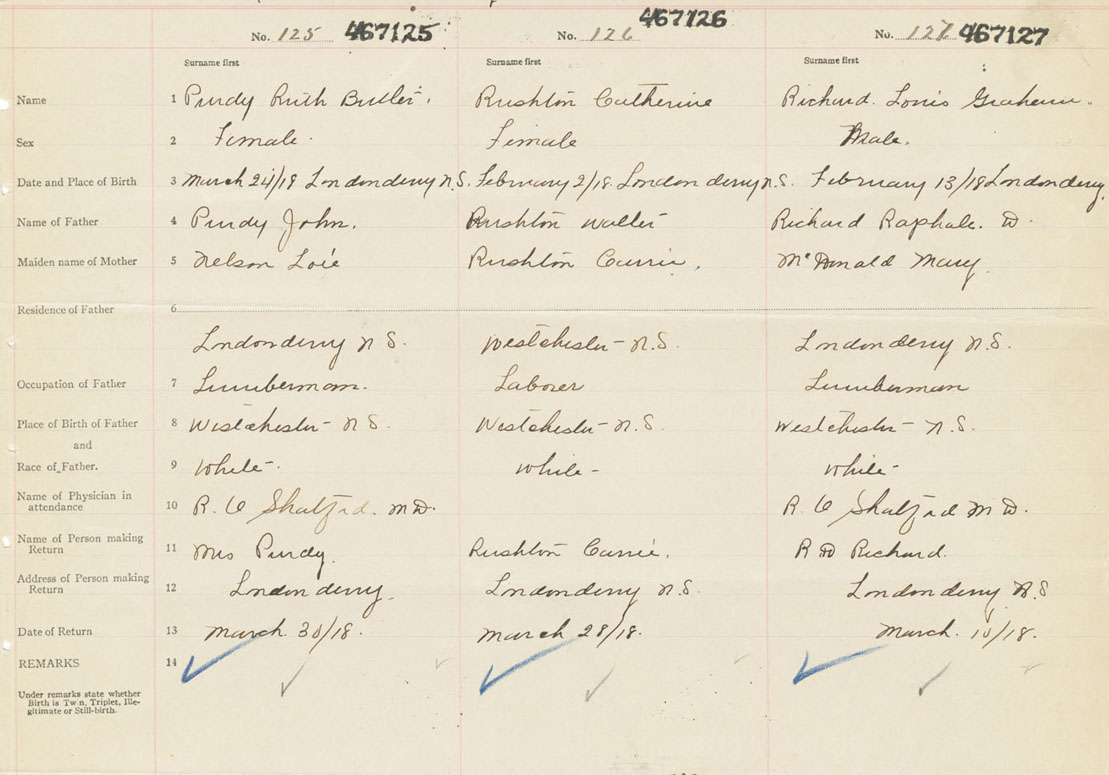 No. 125 467125 No. 126 467126 No. 127 467127
Surname first Surname first Surname first
Name 1 Purdy Ruth Butler. Rushton Catherine Richard. Louis Graham.
Sex 2 Female. Female Male.
Date and Place of Birth 3 March 24/18 Londonderry N.S. February 2/18. Londonderry N.S. February 13/18 Londonderry.
Name of Father 4 Purdy John. Rushton Walter Richard Raphale. D.
Maiden name of Mother 5 Nelson Loie Rushton Currie. McDonald Mary.
Residence of Father 6
Londonderry N S. Westchester N.S. Londonderry N.S.
Occupation of Father 7 Lumberman. Laborer Lumberman
Place of Birth of Father 8 Westchester N S. Westchester N.S. Westchester N.S.
and
Race of Father. 9 White. White White
Name of Physician in
attendance 10 R. M.D. R. M D.
Name of Person making
Return 11 Mrs Purdy. Rushton Currie. R D Richard.
Address of Person making
Return 12 Londonderry. Londonderry N.S. Londonderry N.S
Date of Return 13 March 30/18. March 28/18. March. 10/18.
REMARKS 14
Under remarks state whether
Birth is Twin, Triplet, Ille-
gitimate or Still-birth.